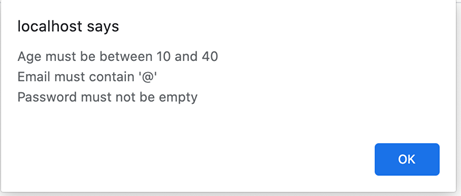 localhost says
Age must be between 10 and 40
Email must contain '@'
Password must not be empty
OK